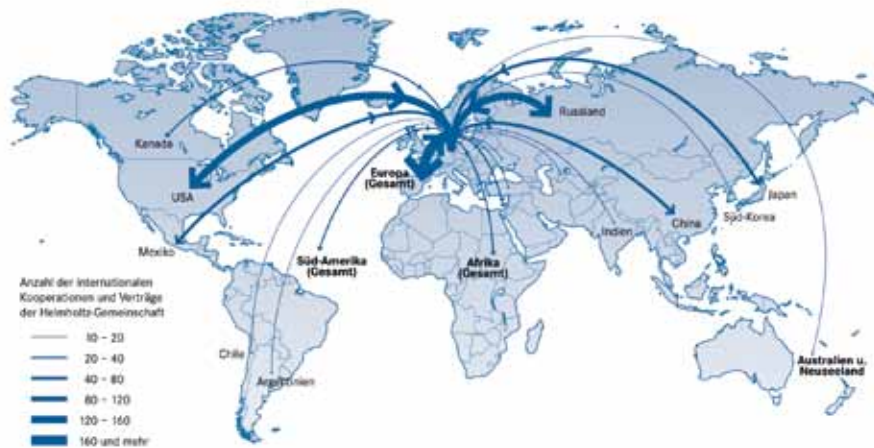 Kanada
Russland
USA
Europa
(Gesamt)
Japan
Süd-Korea
China
Indien
Mexiko
Süd-Amerika
(Gesamt)
Afrika
(Gesamt)
Anzahl der internationalen
Kooperationen und Verträge
der Helmholtz-Gemeinschaft
10 – 20
20 – 40
40 – 80
80 – 120
120 – 160
160 und mehr
Chile
Argentinien
Australien u.
Neuseeland